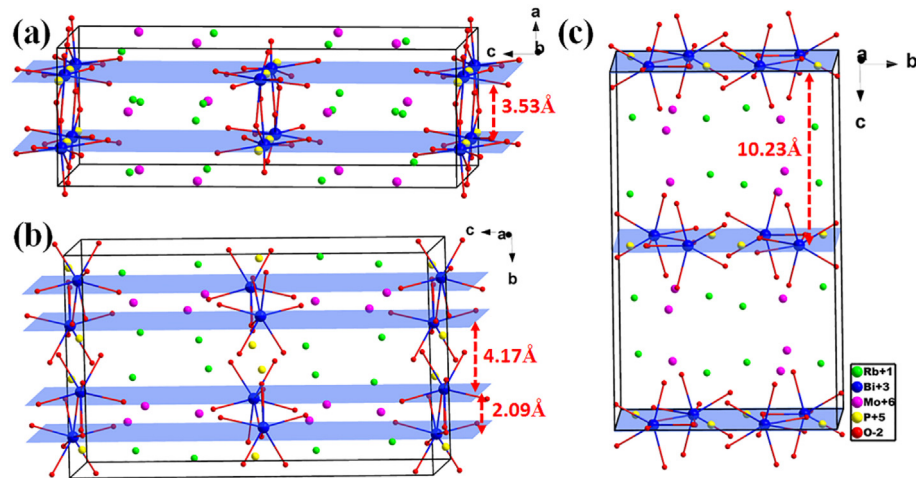 (a)
a
c
b
3.53Å
(b)
c
a
b
4.17Å
2.09Å
(c)
a
b
c
10.23Å
Rb+1
Bi+3
Mo+6
P+5
O-2